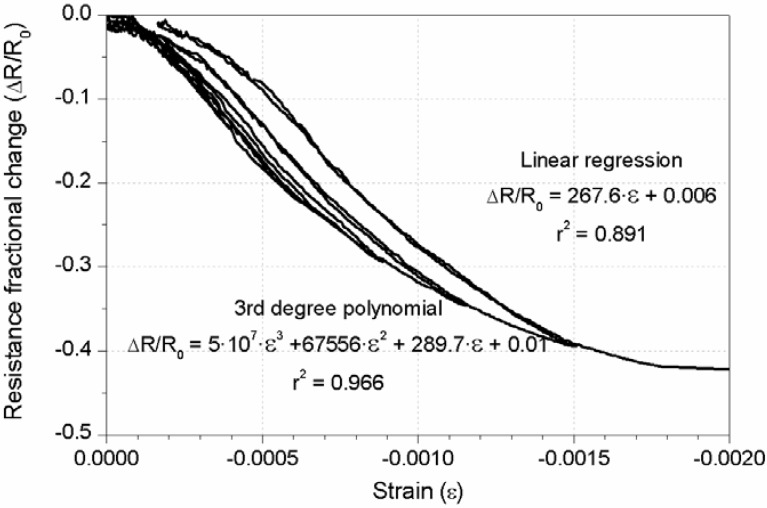 Resistance fractional change (ΔR/R₀)
0.0
-0.1
-0.2
-0.3
-0.4
-0.5
Linear regression
ΔR/R₀ = 267.6·ε + 0.006
r² = 0.891
3rd degree polynomial
ΔR/R₀ = 5·10⁷·ε³ +67556·ε² + 289.7·ε + 0.01
r² = 0.966
0.0000 -0.0005 -0.0010 -0.0015 -0.0020
Strain (ε)